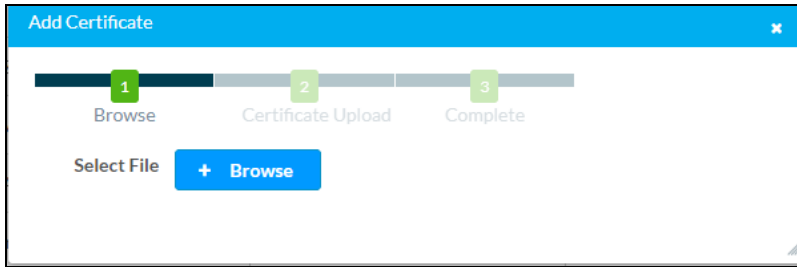 Add Certificate
1 2 3
Browse Certificate Upload Complete
Select File + Browse